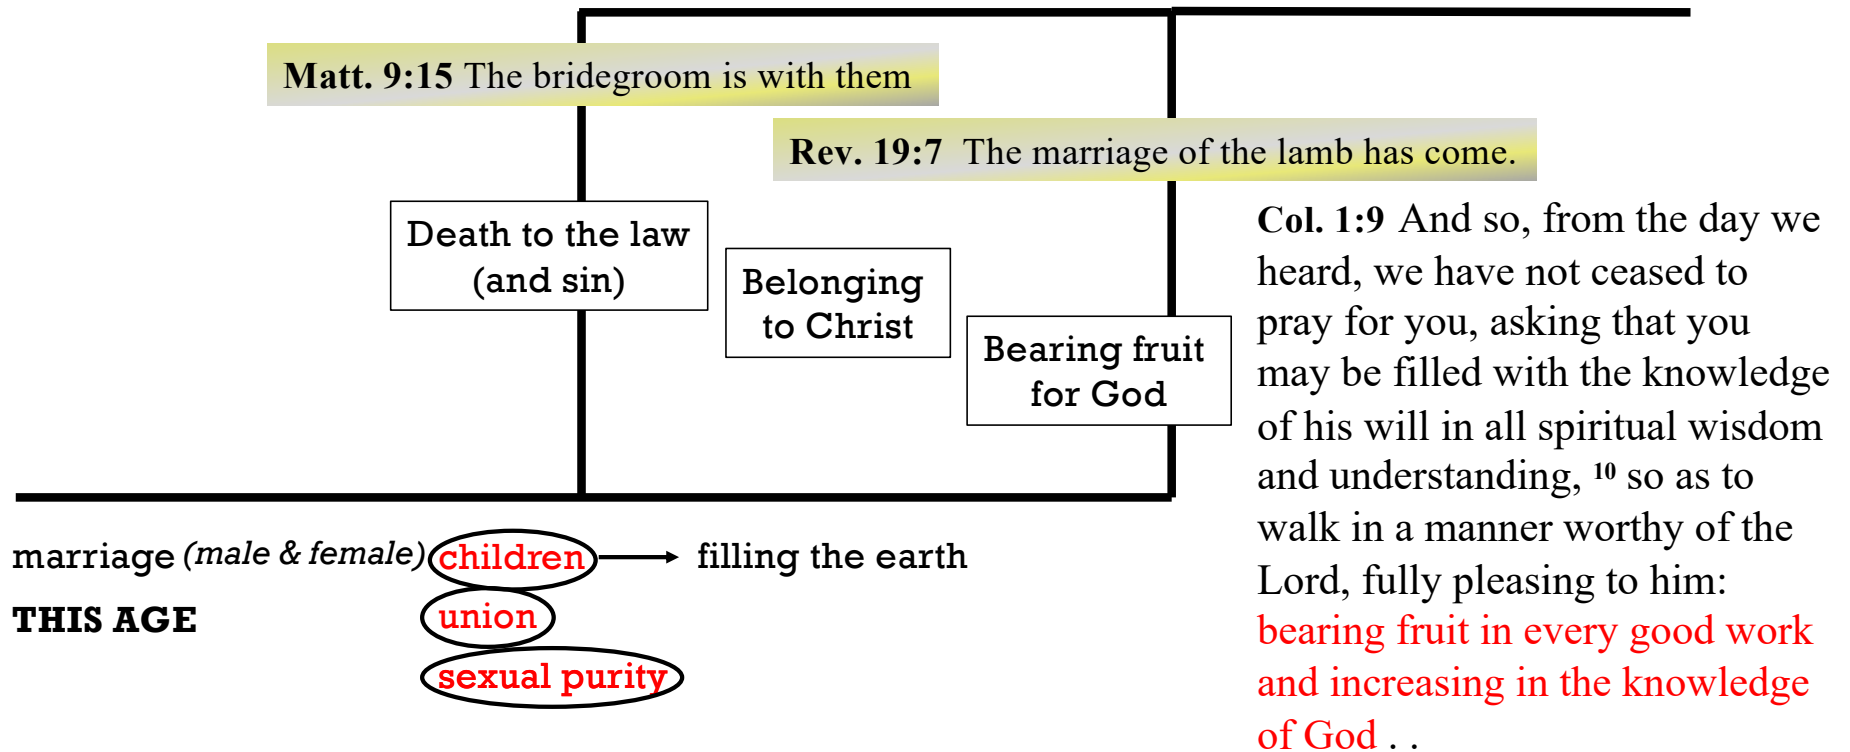 Matt. 9:15 The bridegroom is with them
Rev. 19:7 The marriage of the lamb has come.
Death to the law
(and sin)
Belonging
to Christ
Bearing fruit
for God
Col. 1:9 And so, from the day we
heard, we have not ceased to
pray for you, asking that you
may be filled with the knowledge
of his will in all spiritual wisdom
and understanding, 10 so as to
walk in a manner worthy of the
Lord, fully pleasing to him:
bearing fruit in every good work
and increasing in the knowledge
of God . .
marriage (male & female) children filling the earth
THIS AGE union
sexual purity